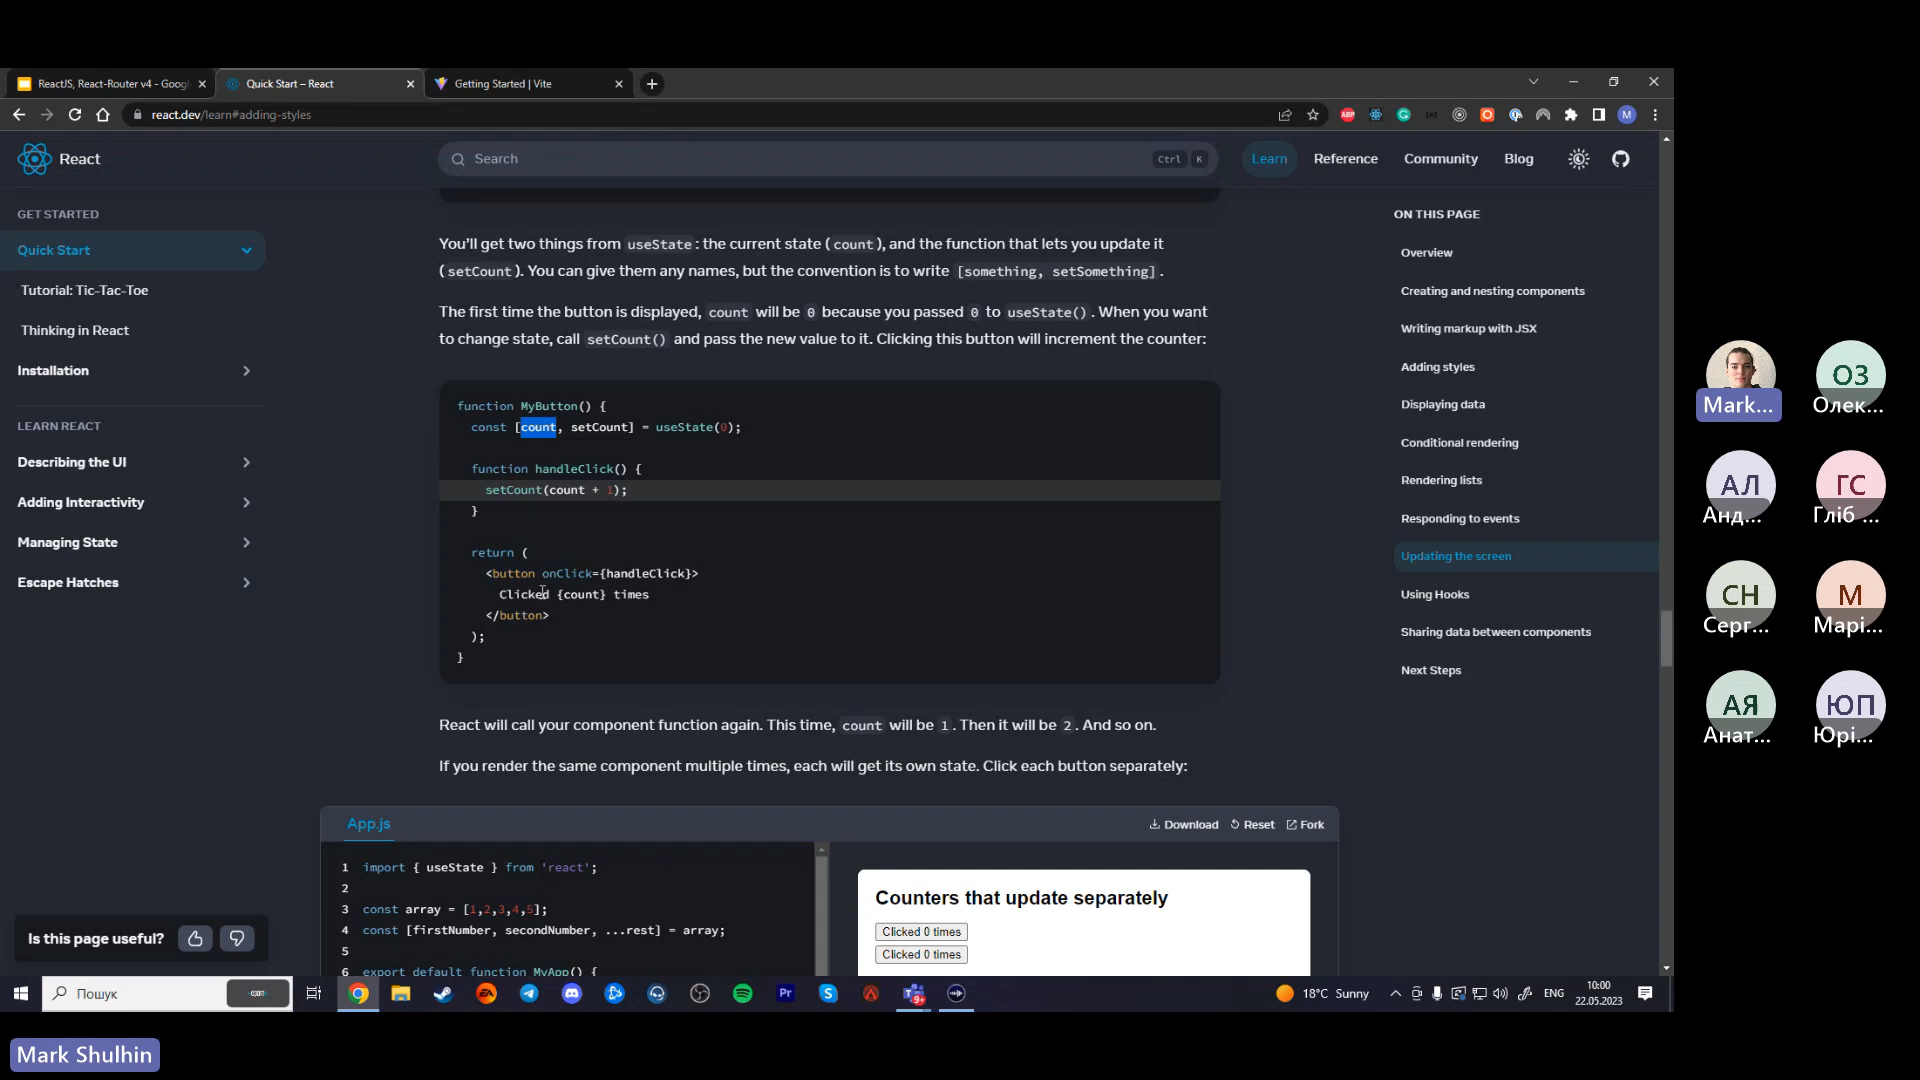 ReactJS, React-Router v4 - Googl
Quick Start – React
Getting Started | Vite
react.dev/learn#adding-styles
ABP
M
React
Search
Ctrl K
Learn
Reference
Community
Blog
GET STARTED
Quick Start
Tutorial: Tic-Tac-Toe
Thinking in React
Installation
LEARN REACT
Describing the UI
Adding Interactivity
Managing State
Escape Hatches
Is this page useful?
You'll get two things from useState: the current state (count), and the function that lets you update it
(setCount). You can give them any names, but the convention is to write [something, setSomething].
The first time the button is displayed, count will be 0 because you passed 0 to useState(). When you want
to change state, call setCount() and pass the new value to it. Clicking this button will increment the counter:
function MyButton() {
const [count, setCount] = useState(0);
function handleClick() {
setCount(count + 1);
}
return (
<button onClick={handleClick}>
Clicked {count} times
</button>
);
}
React will call your component function again. This time, count will be 1. Then it will be 2. And so on.
If you render the same component multiple times, each will get its own state. Click each button separately:
App.js
Download
Reset
Fork
1 import { useState } from 'react';
2
3 const array = [1,2,3,4,5];
4 const [firstNumber, secondNumber, ...rest] = array;
5
6 export default function MyApp() {
Counters that update separately
Clicked 0 times
Clicked 0 times
ON THIS PAGE
Overview
Creating and nesting components
Writing markup with JSX
Adding styles
Displaying data
Conditional rendering
Rendering lists
Responding to events
Updating the screen
Using Hooks
Sharing data between components
Next Steps
Mark...
ОЗ
Олек...
АЛ
Анд...
ГС
Гліб ...
СН
Серг...
М
Марі...
АЯ
Анат...
ЮП
Юрі...
Пошук
EA
Pr
9+
18°C Sunny
ENG
10:00
22.05.2023
Mark Shulhin